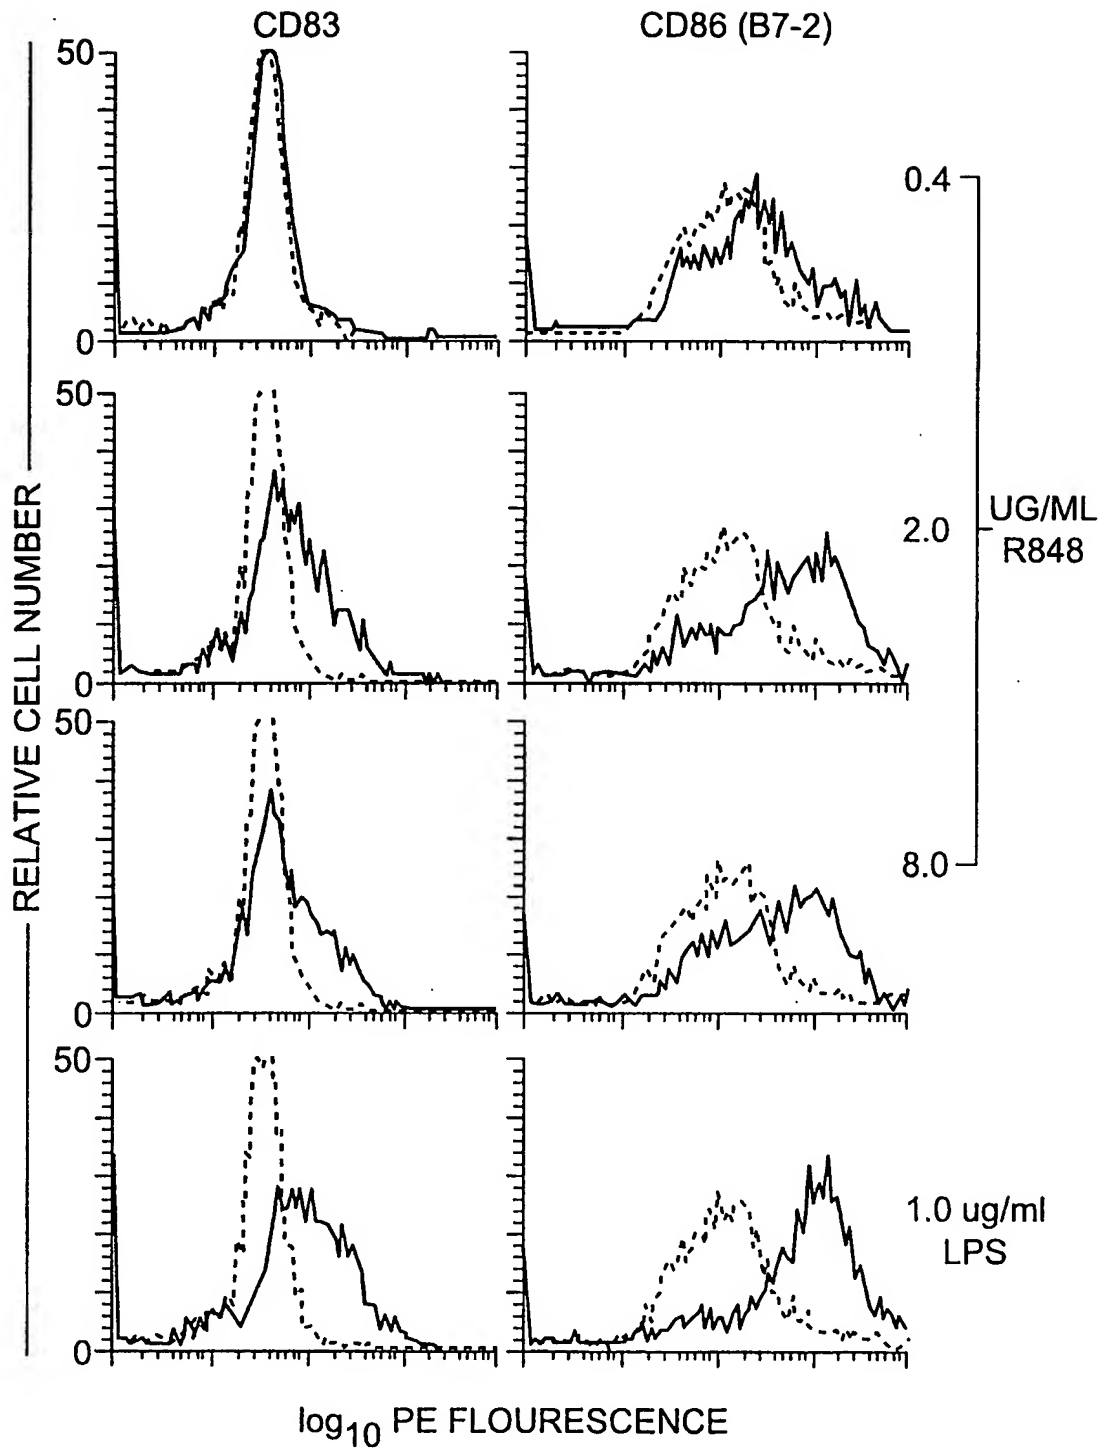 CD83
CD86 (B7-2)
50
0
0.4
50
0
2.0
UG/ML
R848
50
0
8.0
50
0
1.0 ug/ml
LPS
RELATIVE CELL NUMBER
log10 PE FLOURESCENCE